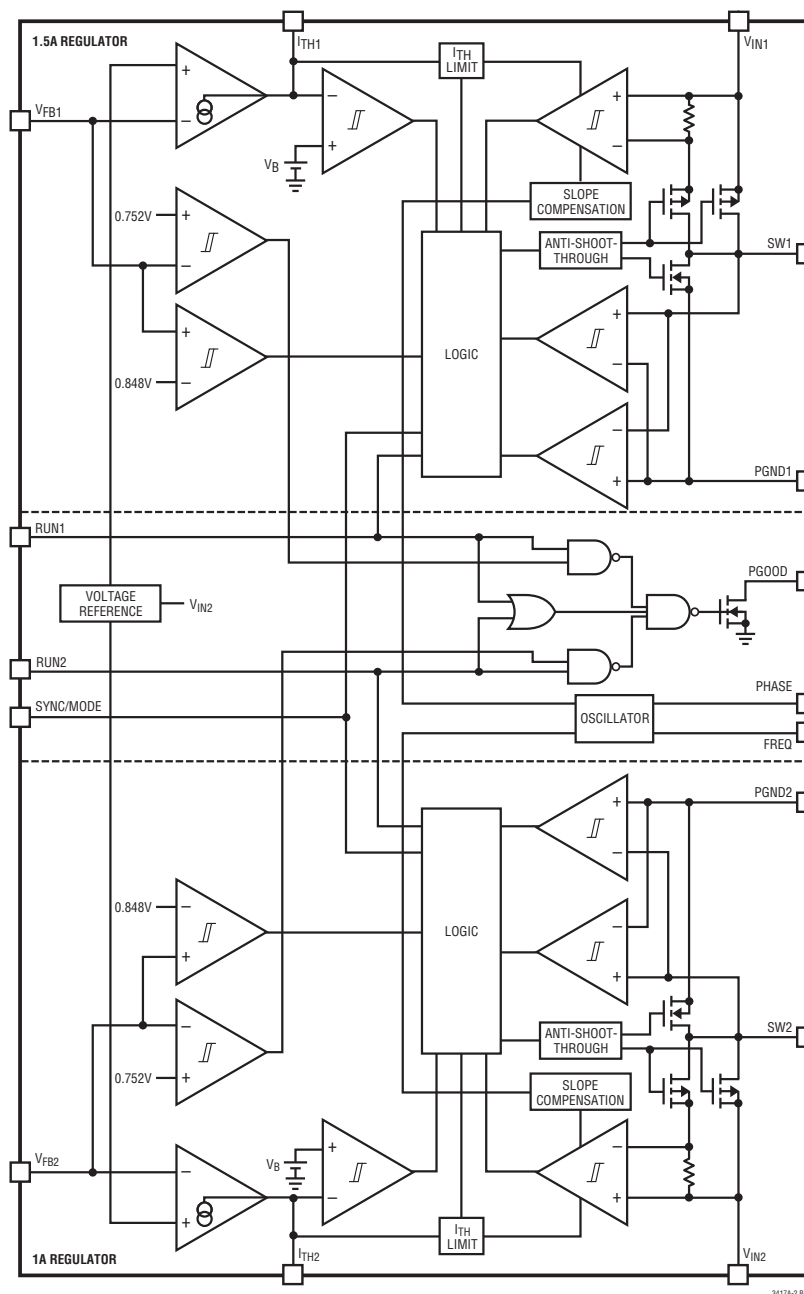 1.5A REGULATOR
ITH1
VIN1
ITH
LIMIT
+
−
VFB1
−
+
VB
+
−
SLOPE
COMPENSATION
0.752V
+
−
ANTI-SHOOT-
THROUGH
SW1
+
−
0.848V
+
−
LOGIC
−
+
PGND1
RUN1
PGOOD
VOLTAGE
REFERENCE
VIN2
RUN2
SYNC/MODE
PHASE
OSCILLATOR
FREQ
PGND2
+
−
0.848V
−
+
LOGIC
−
+
−
0.752V
+
ANTI-SHOOT-
THROUGH
SW2
SLOPE
COMPENSATION
VFB2
−
+
VB
+
−
−
+
ITH
LIMIT
1A REGULATOR
ITH2
VIN2